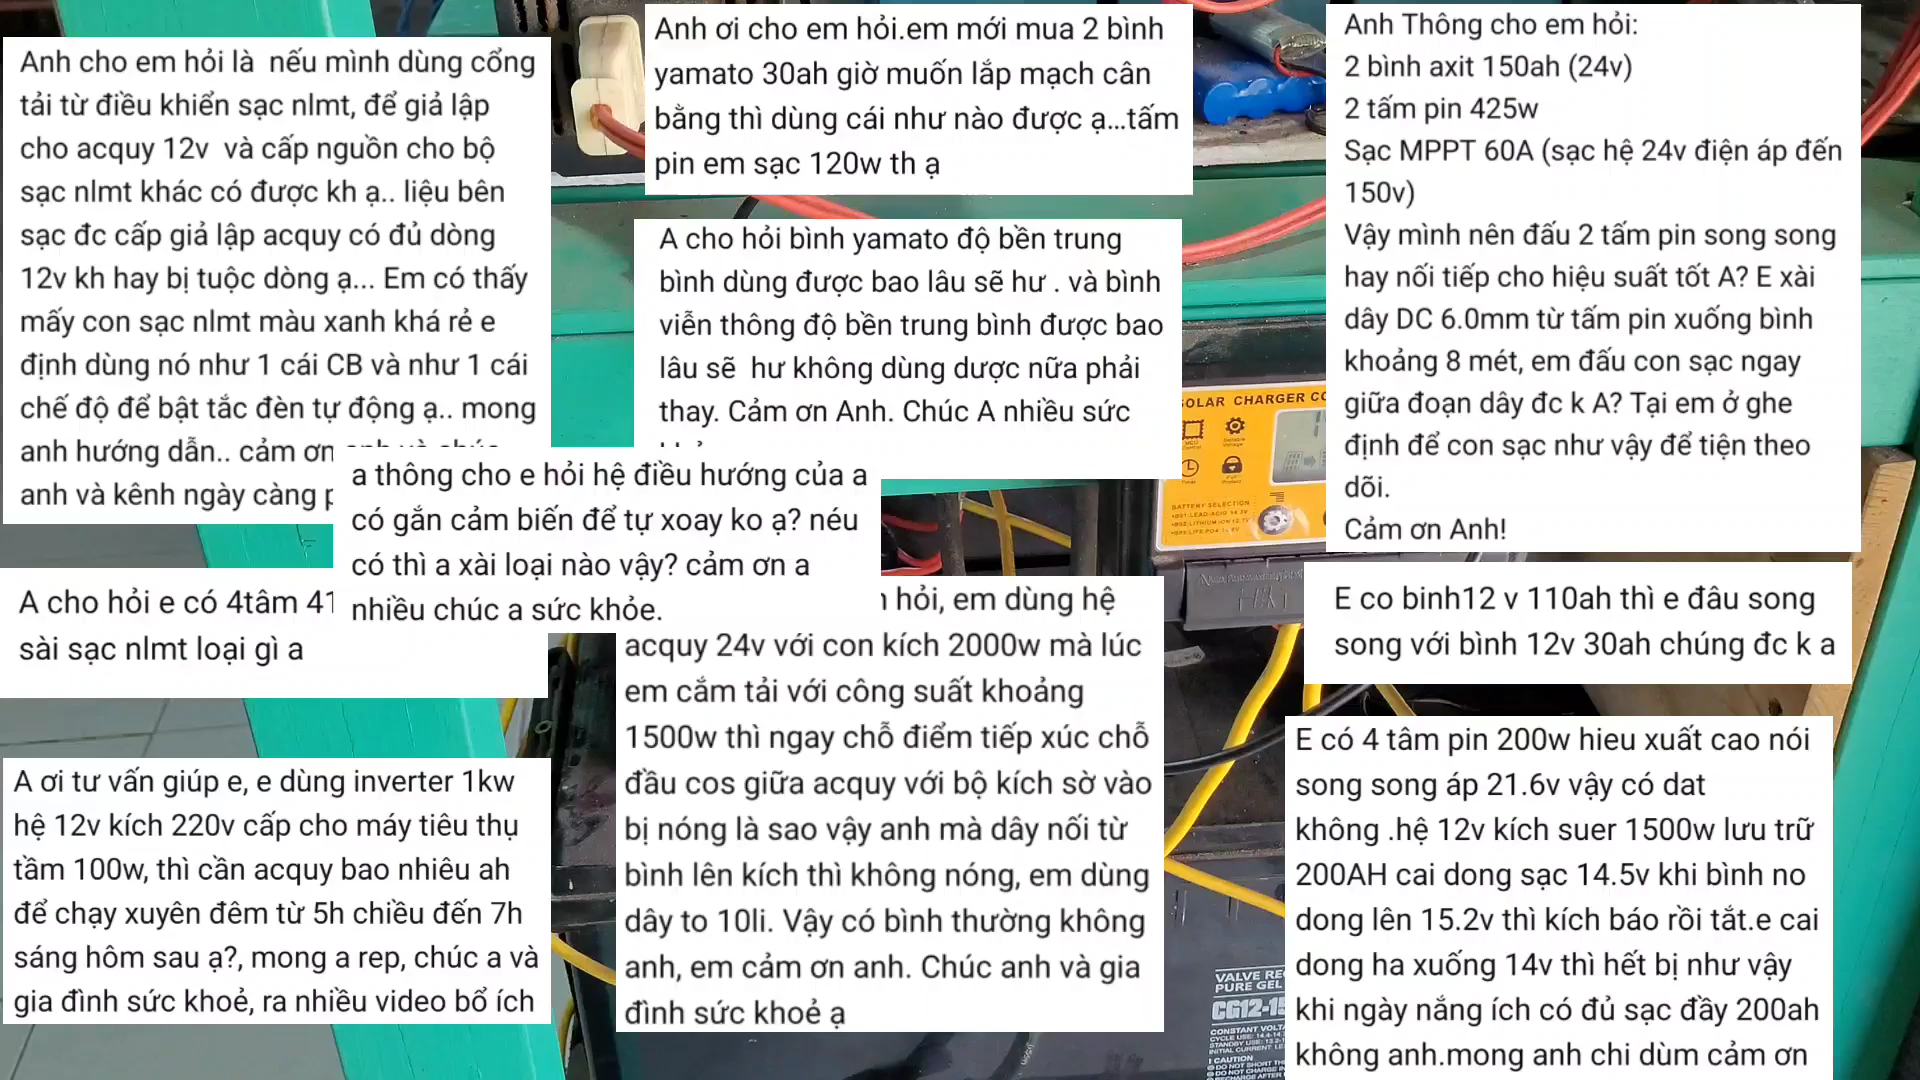 Anh cho em hỏi là  nếu mình dùng cổng
tải từ điều khiển sạc nlmt, để giả lập
cho acquy 12v  và cấp nguồn cho bộ
sạc nlmt khác có được kh ạ.. liệu bên
sạc đc cấp giả lập acquy có đủ dòng
12v kh hay bị tuộc dòng ạ... Em có thấy
mấy con sạc nlmt màu xanh khá rẻ e
định dùng nó như 1 cái CB và như 1 cái
chế độ để bật tắc đèn tự động ạ.. mong
anh hướng dẫn.. cảm ơn
anh và kênh ngày càng
Anh ơi cho em hỏi.em mới mua 2 bình
yamato 30ah giờ muốn lắp mạch cân
bằng thì dùng cái như nào được ạ...tấm
pin em sạc 120w th ạ
A cho hỏi bình yamato độ bền trung
bình dùng được bao lâu sẽ hư . và bình
viễn thông độ bền trung bình được bao
lâu sẽ  hư không dùng dược nữa phải
thay. Cảm ơn Anh. Chúc A nhiều sức
Anh Thông cho em hỏi:
2 bình axit 150ah (24v)
2 tấm pin 425w
Sạc MPPT 60A (sạc hệ 24v điện áp đến
150v)
Vậy mình nên đấu 2 tấm pin song song
hay nối tiếp cho hiệu suất tốt A? E xài
dây DC 6.0mm từ tấm pin xuống bình
khoảng 8 mét, em đấu con sạc ngay
giữa đoạn dây đc k A? Tại em ở ghe
định để con sạc như vậy để tiện theo
dõi.
Cảm ơn Anh!
SOLAR CHARGER
BATTERY SELECTION
a thông cho e hỏi hệ điều hướng của a
có gắn cảm biến để tự xoay ko ạ? néu
có thì a xài loại nào vậy? cảm ơn a
nhiều chúc a sức khỏe.
A cho hỏi e có 4tâm 41
sài sạc nlmt loại gì a
hỏi, em dùng hệ
acquy 24v với con kích 2000w mà lúc
em cắm tải với công suất khoảng
1500w thì ngay chỗ điểm tiếp xúc chỗ
đầu cos giữa acquy với bộ kích sờ vào
bị nóng là sao vậy anh mà dây nối từ
bình lên kích thì không nóng, em dùng
dây to 10li. Vậy có bình thường không
anh, em cảm ơn anh. Chúc anh và gia
đình sức khoẻ ạ
E co binh12 v 110ah thì e đâu song
song với bình 12v 30ah chúng đc k a
A ơi tư vấn giúp e, e dùng inverter 1kw
hệ 12v kích 220v cấp cho máy tiêu thụ
tầm 100w, thì cần acquy bao nhiêu ah
để chạy xuyên đêm từ 5h chiều đến 7h
sáng hôm sau ạ?, mong a rep, chúc a và
gia đình sức khoẻ, ra nhiều video bổ ích
E có 4 tâm pin 200w hieu xuất cao nói
song song áp 21.6v vậy có dat
không .hệ 12v kích suer 1500w lưu trữ
200AH cai dong sạc 14.5v khi bình no
dong lên 15.2v thì kích báo rồi tắt.e cai
dong ha xuống 14v thì hết bị như vậy
khi ngày nắng ích có đủ sạc đầy 200ah
không anh.mong anh chi dùm cảm ơn
PURE GEL
CG12-15
CAUTION